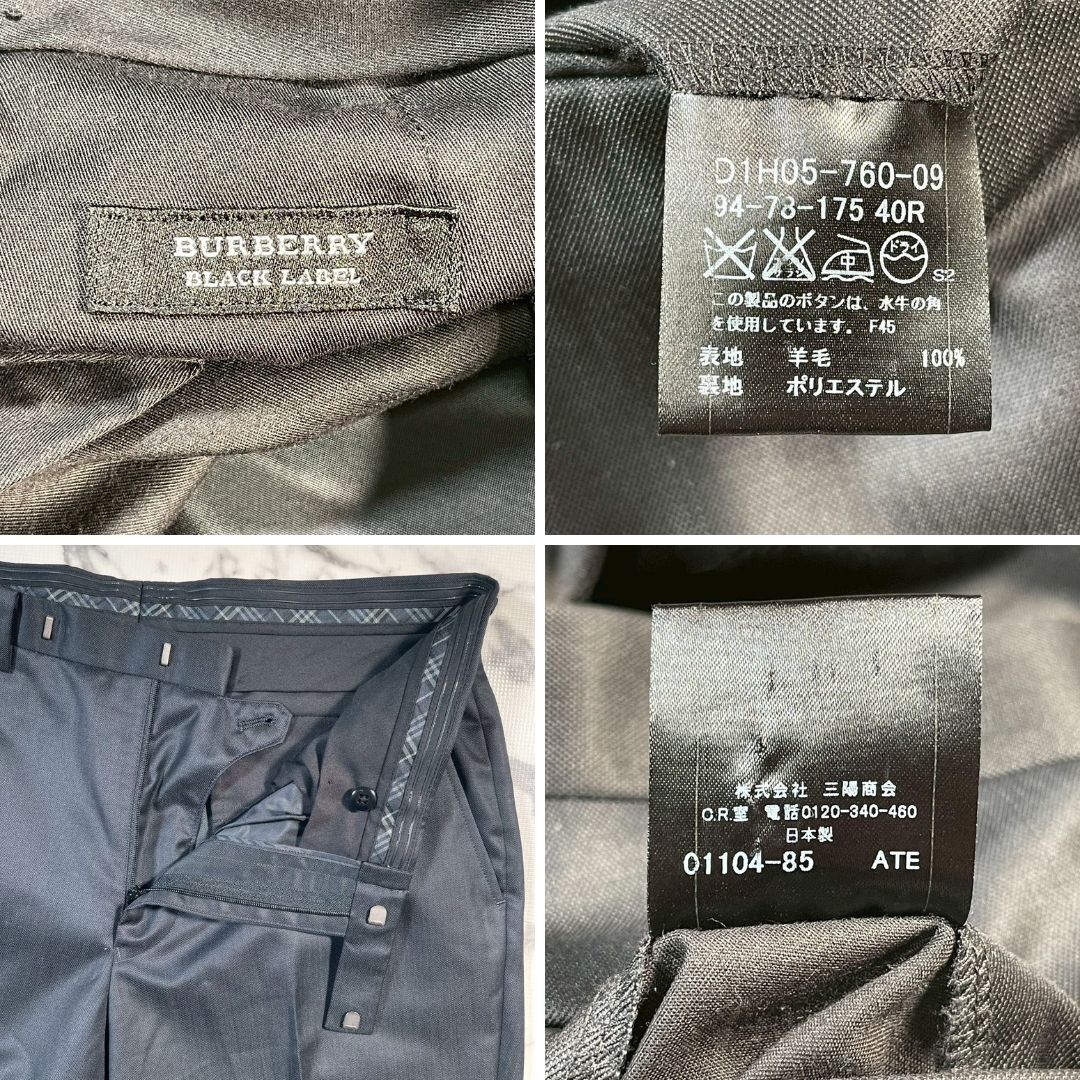 BURBERRY
BLACK LABEL
D1H05-760-09
94-78-175 40R
中 ドライ
S2
この製品のボタンは、水牛の角
を使用しています。 F45
表地 羊毛 100%
裏地 ポリエステル
株式会社 三陽商会
C.R.室 電話0120-340-460
日本製
01104-85 ATE